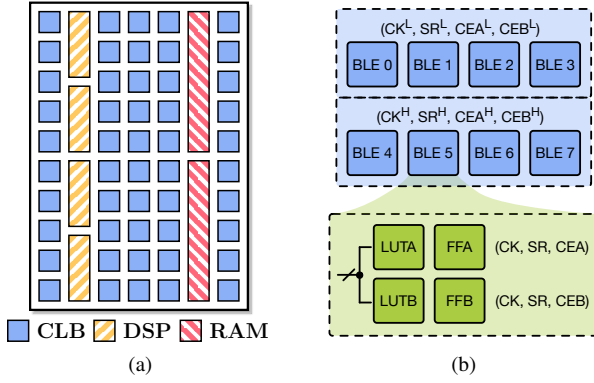 CLB DSP RAM
(a)
(CK^L, SR^L, CEA^L, CEB^L)
BLE 0 BLE 1 BLE 2 BLE 3
(CK^H, SR^H, CEA^H, CEB^H)
BLE 4 BLE 5 BLE 6 BLE 7
LUTA FFA (CK, SR, CEA)
LUTB FFB (CK, SR, CEB)
(b)